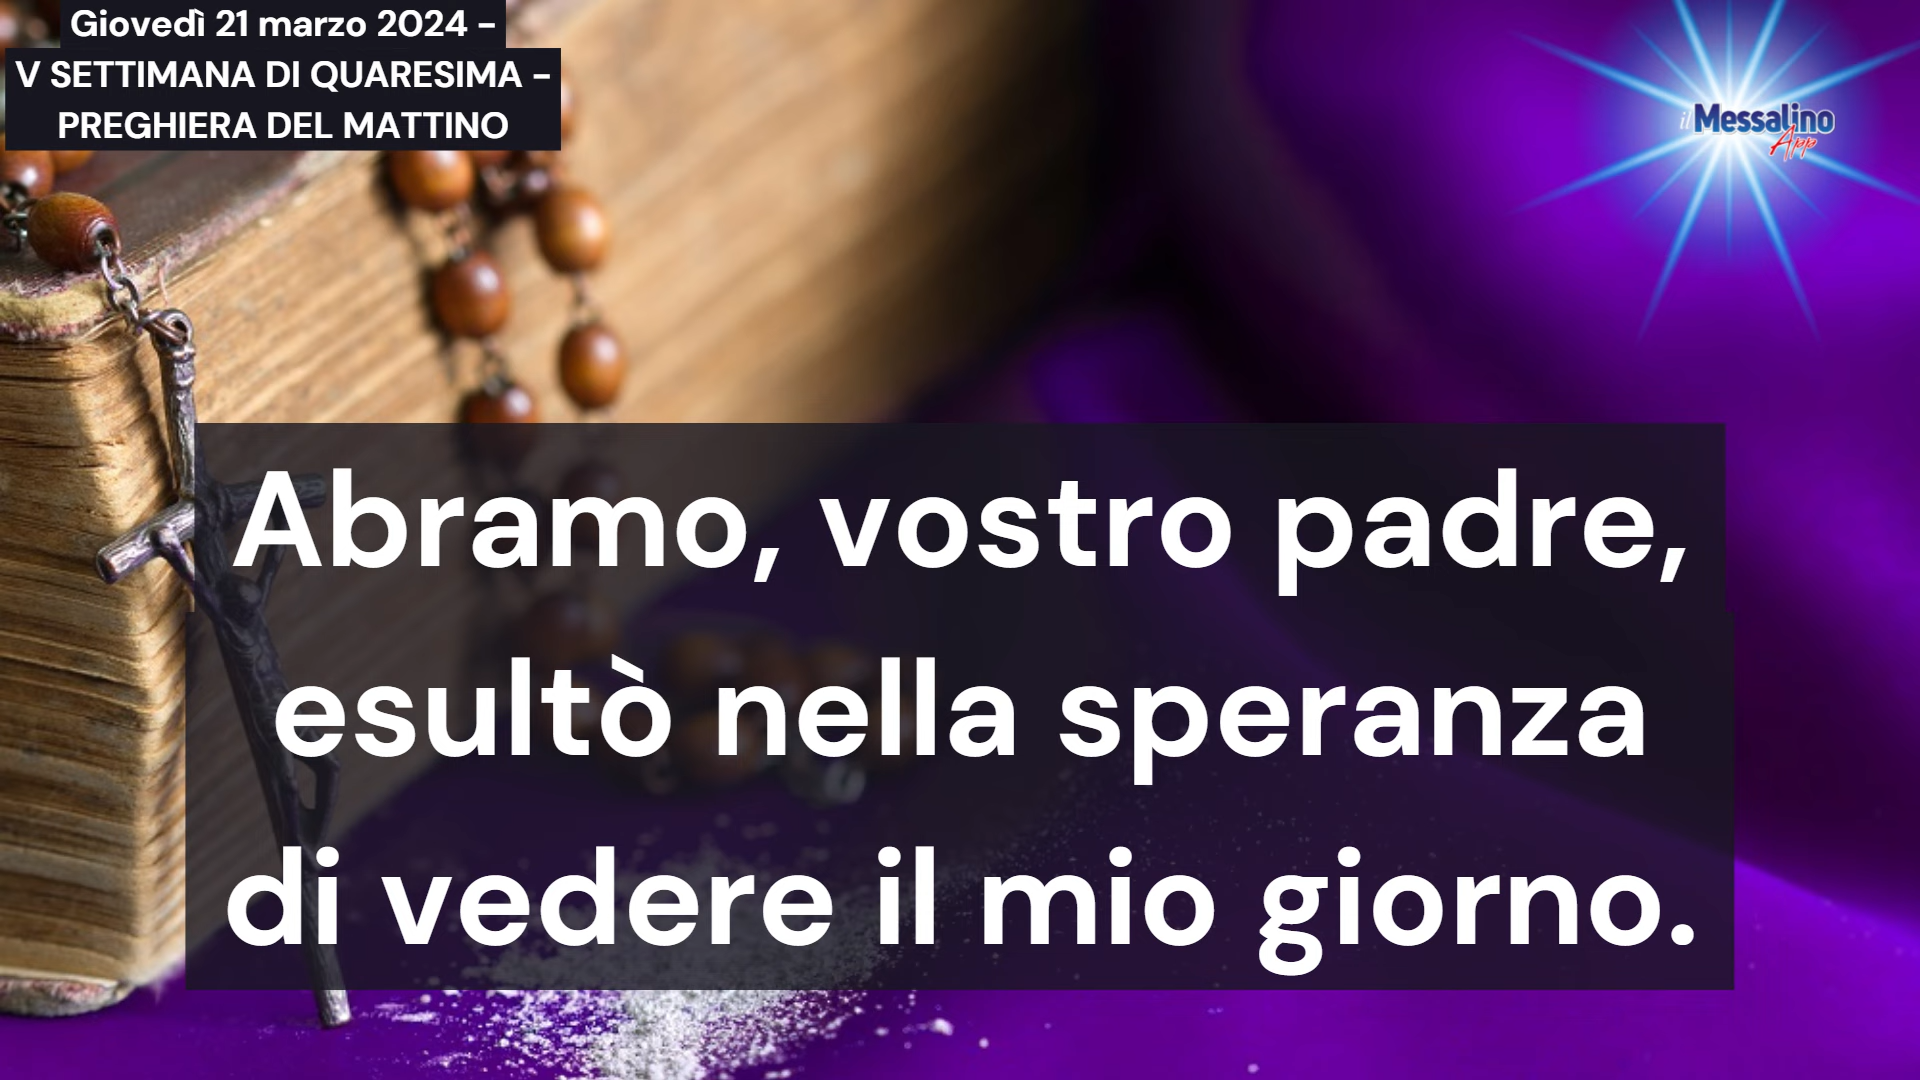 Giovedì 21 marzo 2024 -
V SETTIMANA DI QUARESIMA -
PREGHIERA DEL MATTINO
il Messalino
App
Abramo, vostro padre,
esultò nella speranza
di vedere il mio giorno.